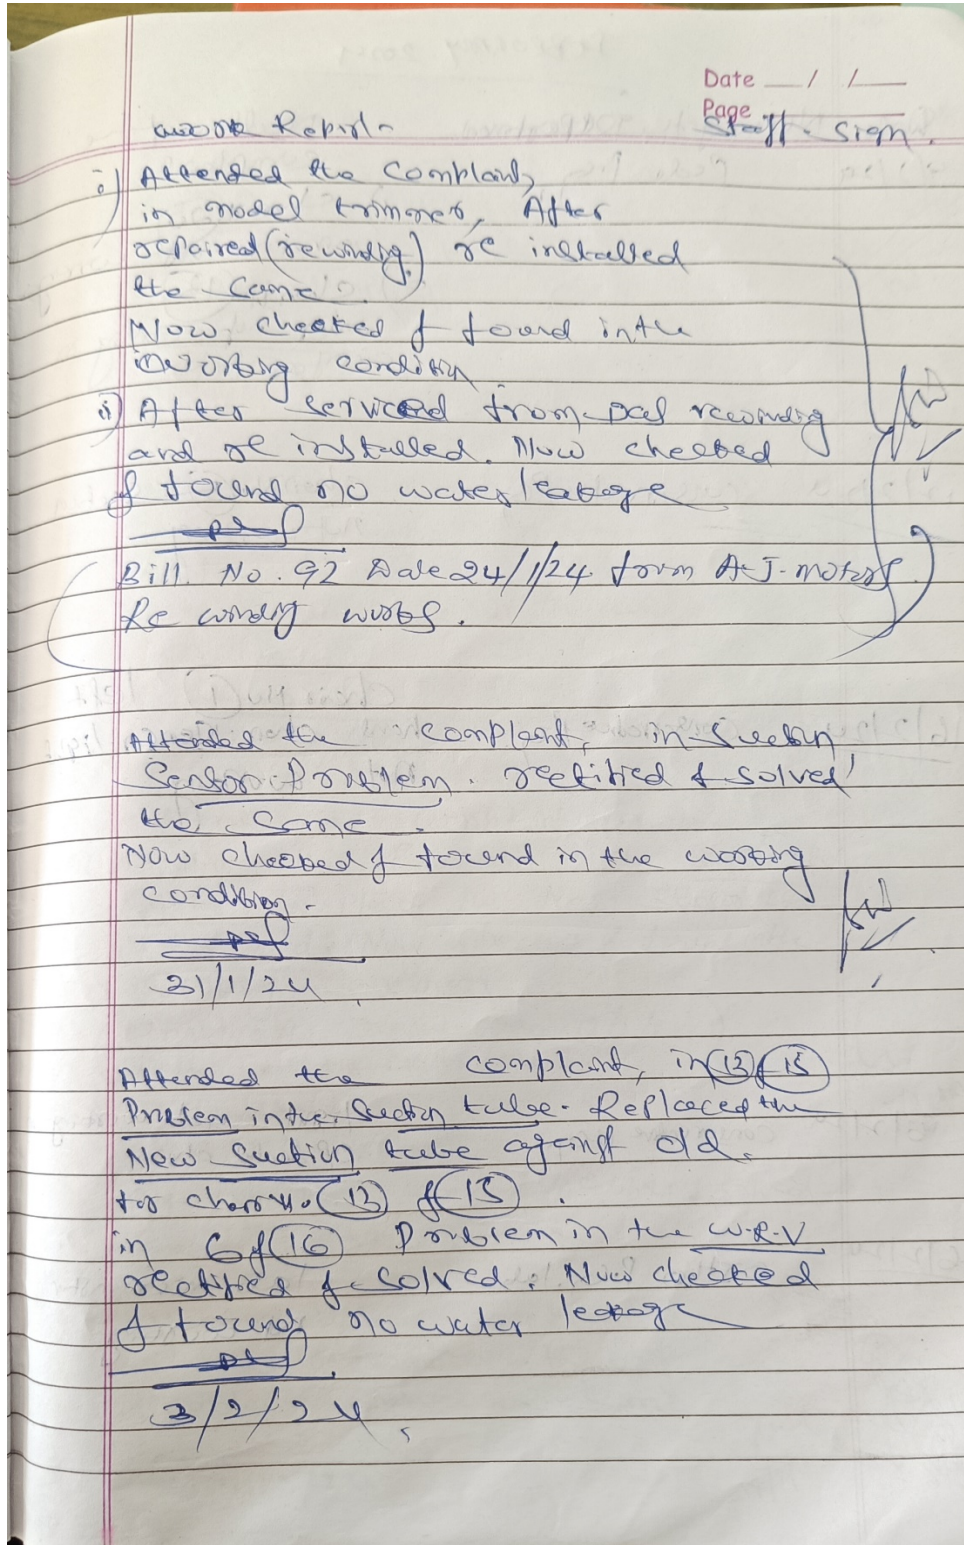 Date __/__/__
Page
work Report-
Staff. Sign.
i) Attended the Complaint,
in model trimmer, After
repaired (rewinding) re installed
the Same.
Now, checked & found in the
working condition
ii) After serviced from rewinding
and re installed. Now checked
& found no water leakage
Bill. No. 92 Date 24/1/24 from A-J-motors
Re winding works.
Attended the complaint, in Suction
Sensor Problem. rectified & solved
the Same.
Now checked & found in the working
condition.
31/1/24
Attended the complaint, in 13 & 15
Problem in the Suction tube. Replaced the
New Suction tube against old.
for chair No. 13 & 15.
in 6 & 16 Problem in the W.R.V
rectified & Solved. Now checked
& found no water leakage
3/2/24